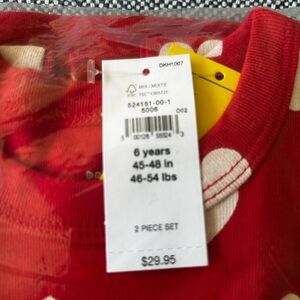 DKH1007
MIX / MIXTE
524151-00-1
5006 002
6 years
45-48 in
46-54 lbs
2 PIECE SET
$29.95